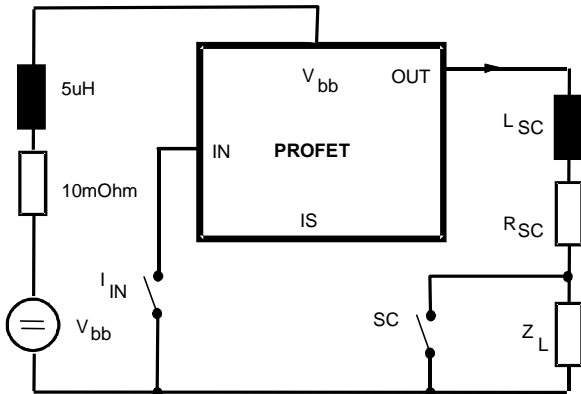 V bb
OUT
5uH
L SC
IN
PROFET
10mOhm
R SC
IS
I IN
V bb
SC
Z L